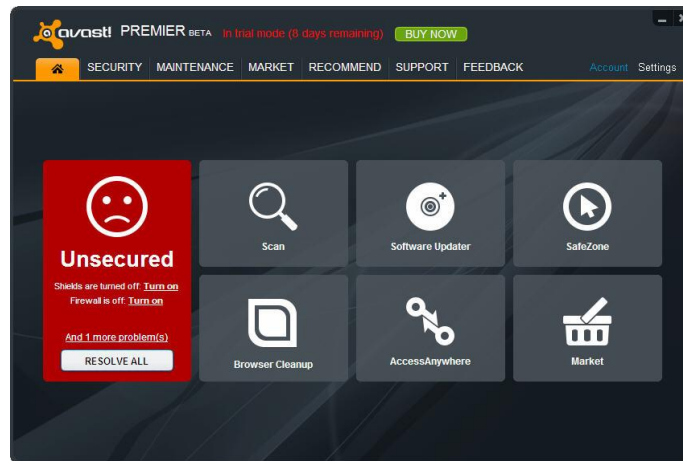 avast! PREMIER BETA In trial mode (8 days remaining) BUY NOW
SECURITY MAINTENANCE MARKET RECOMMEND SUPPORT FEEDBACK Account Settings
Unsecured
Shields are turned off: Turn on
Firewall is off: Turn on
And 1 more problem(s)
RESOLVE ALL
Scan
Software Updater
SafeZone
Browser Cleanup
AccessAnywhere
Market